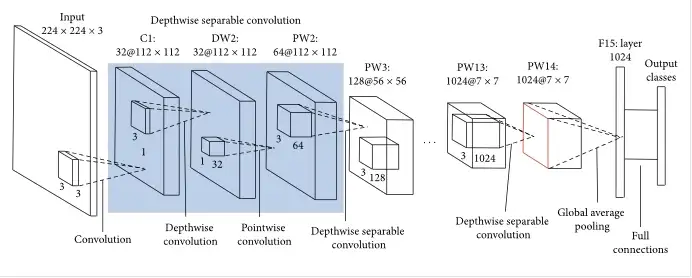 Input
224 × 224 × 3
Depthwise separable convolution
C1:
32@112 × 112
DW2:
32@112 × 112
PW2:
64@112 × 112
PW3:
128@56 × 56
PW13:
1024@7 × 7
PW14:
1024@7 × 7
F15: layer
1024
Output
classes
3
3
3
1
1
32
3
64
3
128
. . .
3
1024
Convolution
Depthwise
convolution
Pointwise
convolution
Depthwise separable
convolution
Depthwise separable
convolution
Global average
pooling
Full
connections